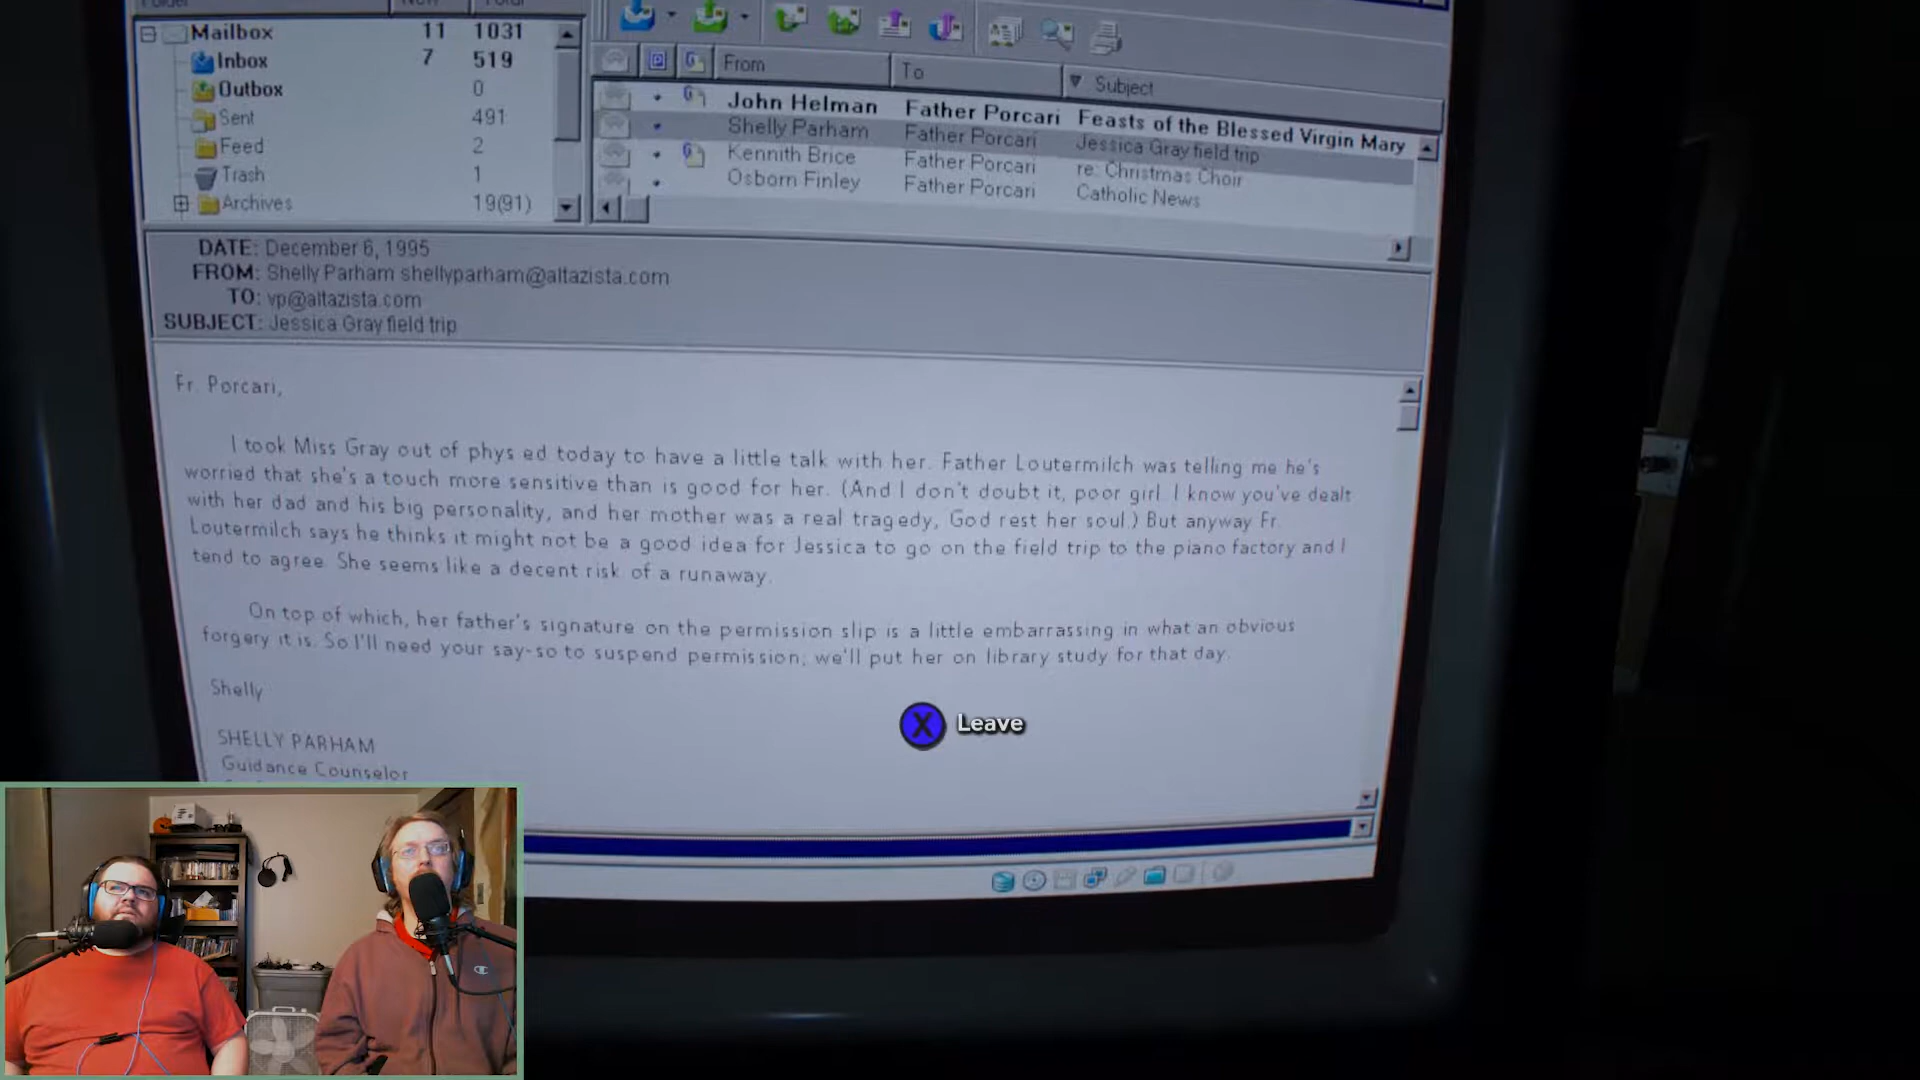 Mailbox 11 1031
Inbox 7 519
Outbox 0
Sent 491
Feed 2
Trash 1
Archives 19(91)
From To Subject
John Helman Father Porcari Feasts of the Blessed Virgin Mary
Shelly Parham Father Porcari Jessica Gray field trip
Kennith Brice Father Porcari re: Christmas Choir
Osborn Finley Father Porcari Catholic News
DATE: December 6, 1995
FROM: Shelly Parham shellyparham@altazista.com
TO: vp@altazista.com
SUBJECT: Jessica Gray field trip
Fr. Porcari,
I took Miss Gray out of phys ed today to have a little talk with her. Father Loutermilch was telling me he's
worried that she's a touch more sensitive than is good for her. (And I don't doubt it, poor girl. I know you've dealt
with her dad and his big personality, and her mother was a real tragedy, God rest her soul.) But anyway Fr.
Loutermilch says he thinks it might not be a good idea for Jessica to go on the field trip to the piano factory and I
tend to agree. She seems like a decent risk of a runaway.
On top of which, her father's signature on the permission slip is a little embarrassing in what an obvious
forgery it is. So I'll need your say-so to suspend permission; we'll put her on library study for that day.
Shelly
SHELLY PARHAM
Guidance Counselor
X Leave